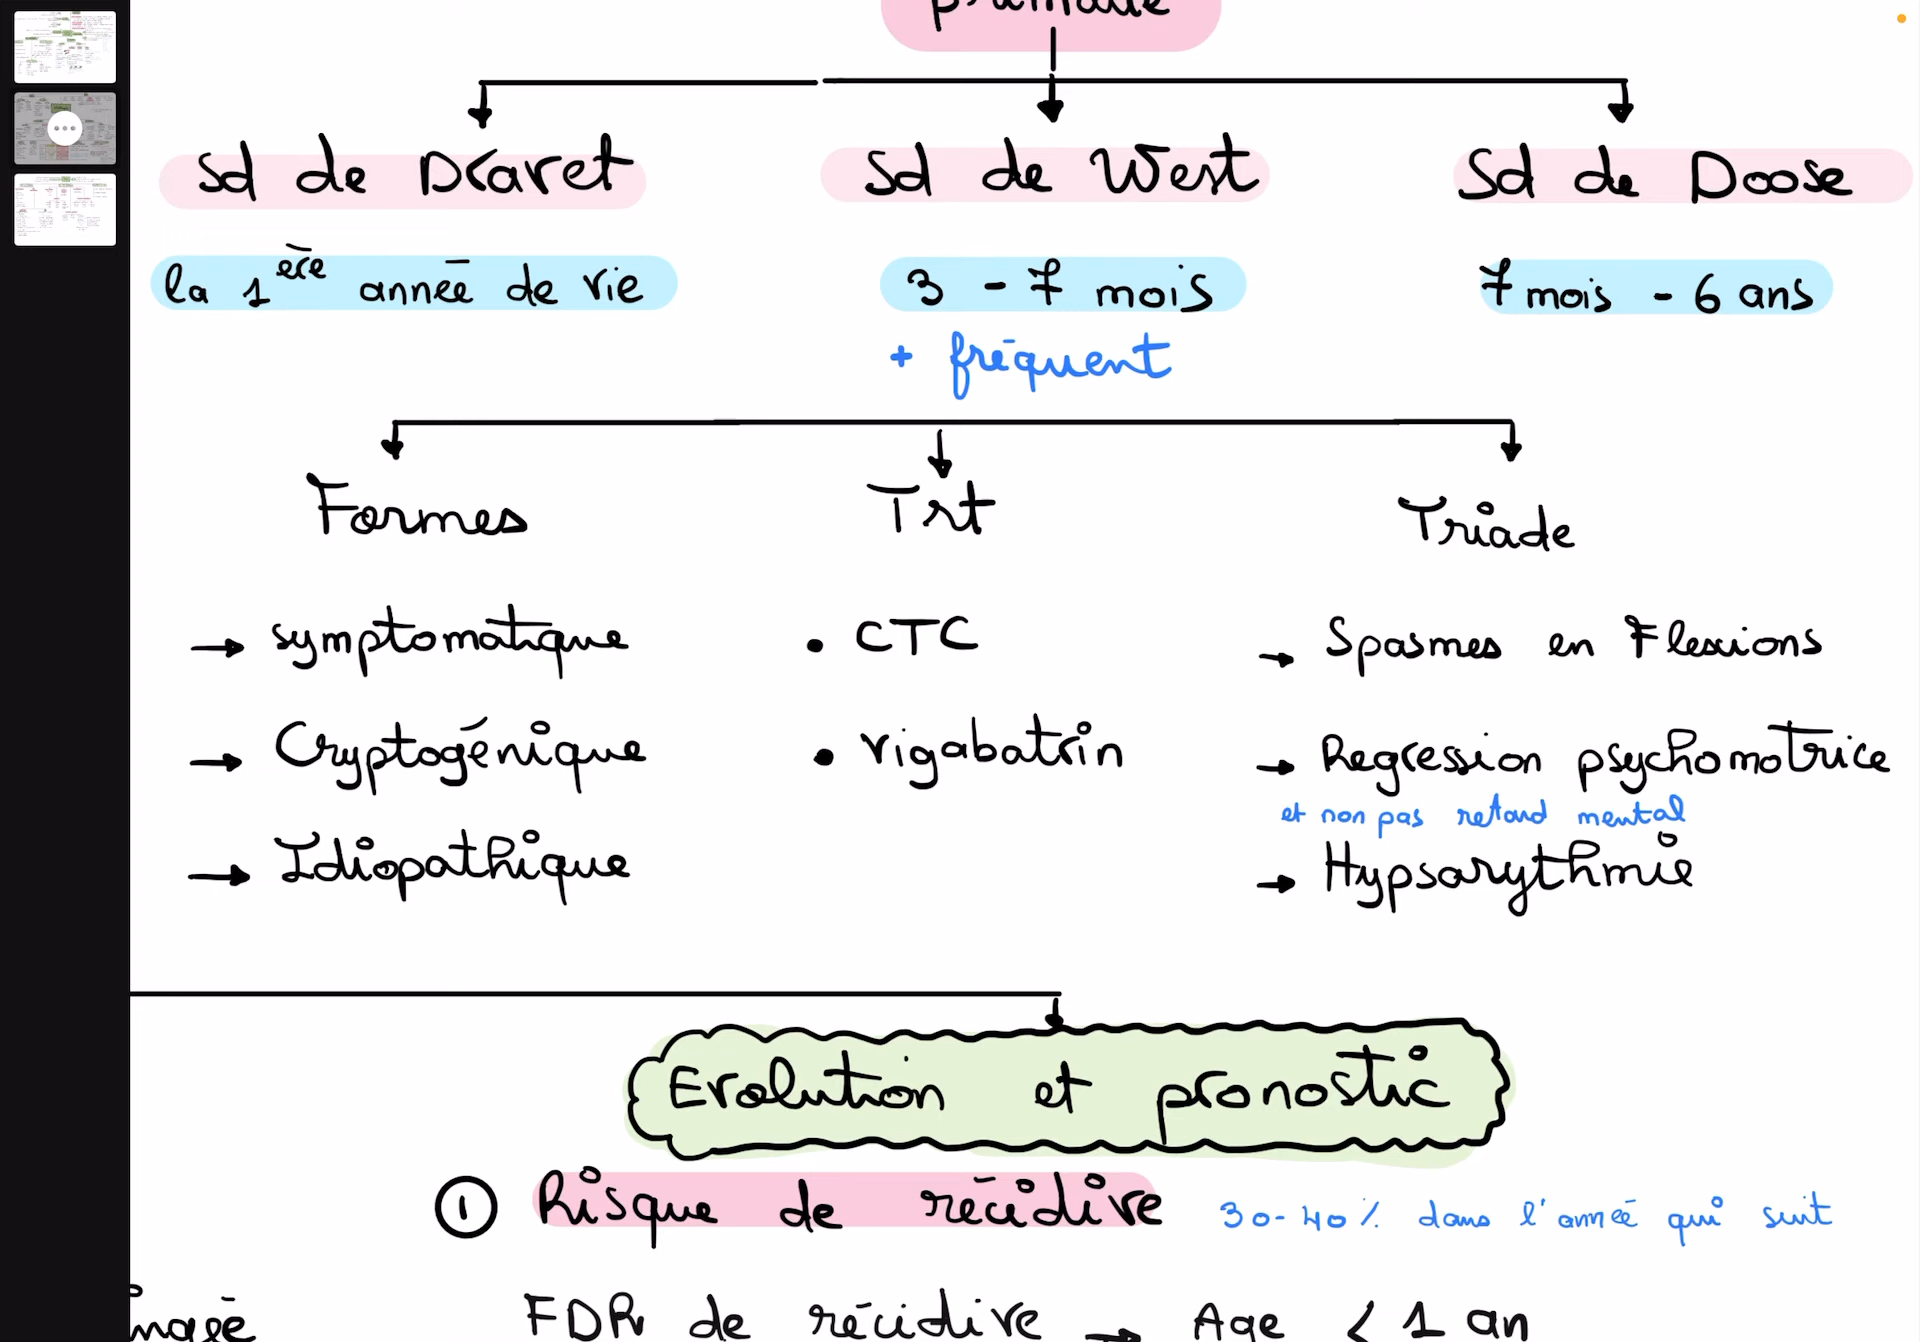 primaire
Sd de Dravet
Sd de West
Sd de Doose
la 1ère année de vie
3 - 7 mois
7 mois - 6 ans
+ fréquent
Formes
Trt
Triade
→ symptomatique
• CTC
→ Spasmes en Flexions
→ Cryptogénique
• vigabatrin
→ Regression psychomotrice
et non pas retard mental
→ Idiopathique
→ Hypsarythmie
Evolution et pronostic
① Risque de récidive 30-40% dans l'année qui suit
FDR de récidive → Age < 1 an